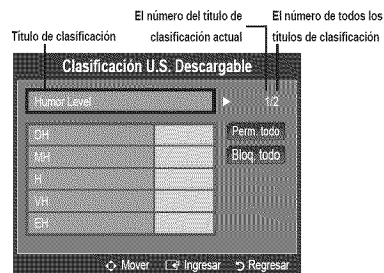 El número del título de
El número de todos los
Título de clasificación
clasificación actual
títulos de clasificación
Clasificación U.S. Descargable
Humor Level
1/2
DH
Perm. todo
MH
Bloq. todo
H
VH
EH
Mover
Ingresar
Regresar